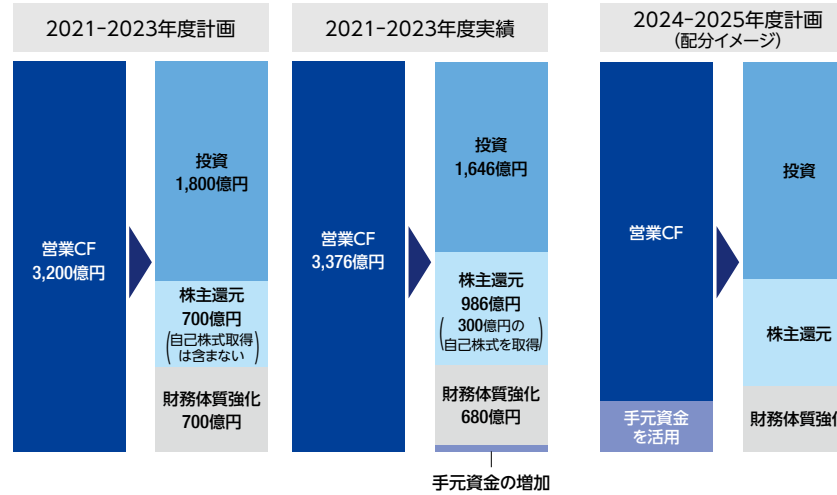 2021-2023年度計画
営業CF
3,200億円
投資
1,800億円
株主還元
700億円
(自己株式取得
は含まない)
財務体質強化
700億円
2021-2023年度実績
営業CF
3,376億円
投資
1,646億円
株主還元
986億円
(300億円の
自己株式を取得)
財務体質強化
680億円
手元資金の増加
2024-2025年度計画
(配分イメージ)
営業CF
手元資金
を活用
投資
株主還元
財務体質強化